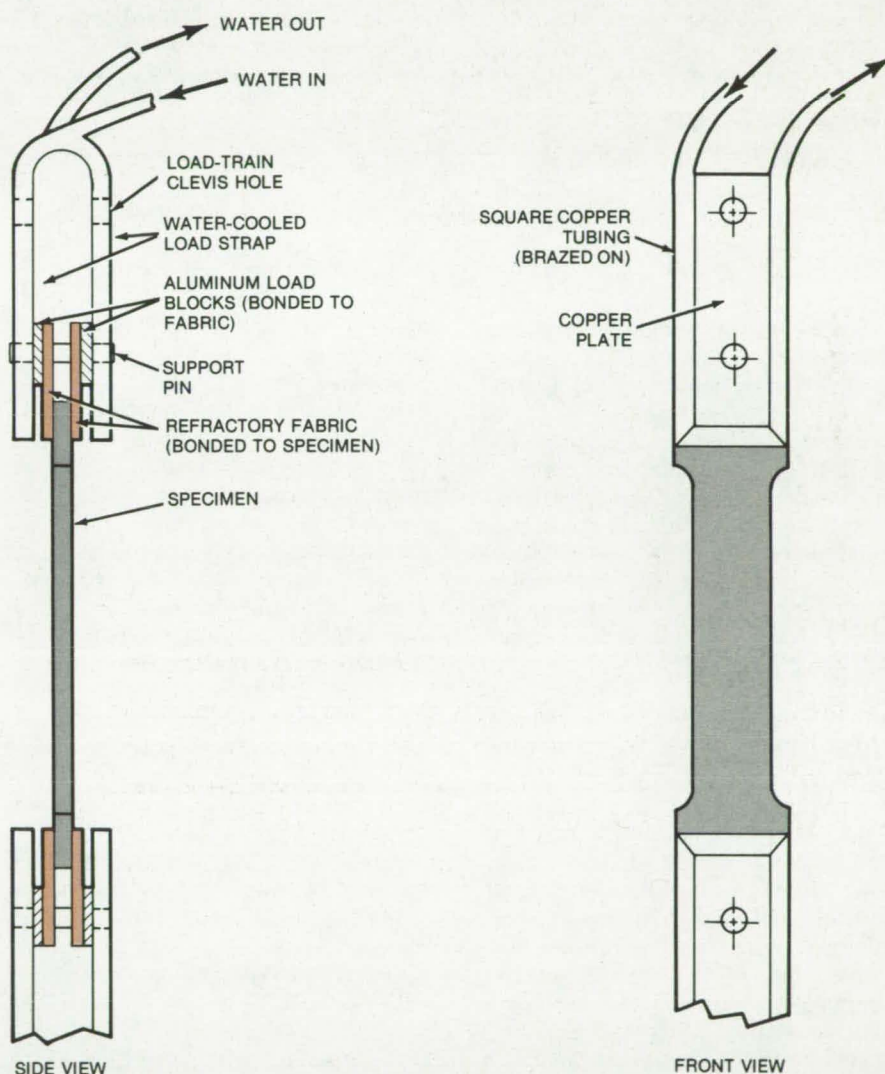 WATER OUT
WATER IN
LOAD-TRAIN
CLEVIS HOLE
WATER-COOLED
LOAD STRAP
ALUMINUM LOAD
BLOCKS (BONDED TO
FABRIC)
SUPPORT
PIN
REFRACTORY FABRIC
(BONDED TO SPECIMEN)
SPECIMEN
SIDE VIEW
SQUARE COPPER
TUBING
(BRAZED ON)
COPPER
PLATE
FRONT VIEW